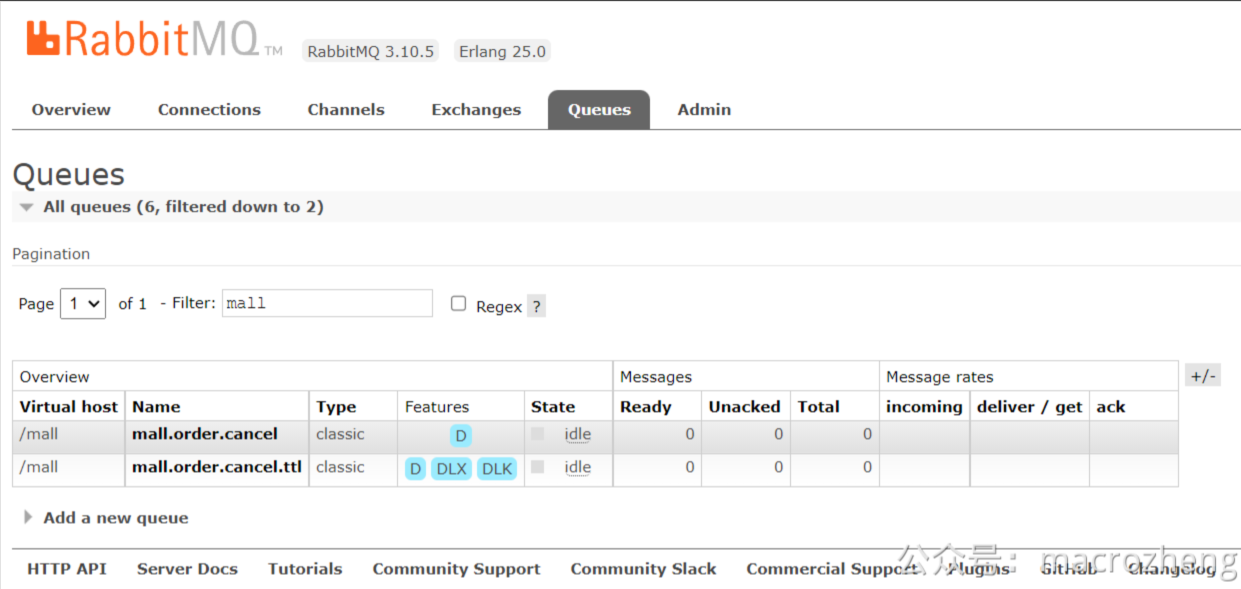 RabbitMQ TM RabbitMQ 3.10.5 Erlang 25.0
Overview Connections Channels Exchanges Queues Admin
Queues
All queues (6, filtered down to 2)
Pagination
Page 1 of 1 - Filter: mall Regex ?
Overview Messages Message rates +/-
Virtual host Name Type Features State Ready Unacked Total incoming deliver / get ack
/mall mall.order.cancel classic D idle 0 0 0
/mall mall.order.cancel.ttl classic D DLX DLK idle 0 0 0
Add a new queue
HTTP API Server Docs Tutorials Community Support Community Slack Commercial Support Plugins GitHub Changelog
公众号：macrozheng